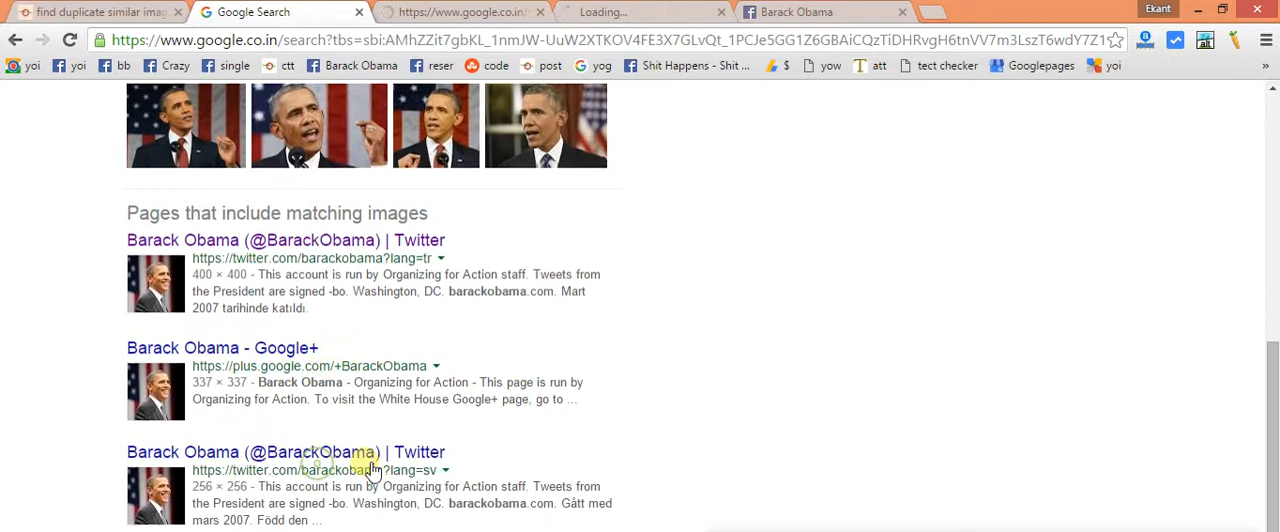 find duplicate similar imag
Google Search
https://www.google.co.in/
Loading...
Barack Obama
Ekant
https://www.google.co.in/search?tbs=sbi:AMhZZit7gbKL_1nmJW-UuW2XTKOV4FE3X7GLvQt_1PCJe5GG1Z6GBAiCQzTiDHRvgH6tnVV7m3LszT6wdY7Z1
yoi
yoi
bb
Crazy
single
ctt
Barack Obama
reser
code
post
yog
Shit Happens - Shit ...
$
yow
att
tect checker
Googlepages
yoi
»
Pages that include matching images
Barack Obama (@BarackObama) | Twitter
https://twitter.com/barackobama?lang=tr
400 × 400 - This account is run by Organizing for Action staff. Tweets from
the President are signed -bo. Washington, DC. barackobama.com. Mart
2007 tarihinde katıldı.
Barack Obama - Google+
https://plus.google.com/+BarackObama
337 × 337 - Barack Obama - Organizing for Action - This page is run by
Organizing for Action. To visit the White House Google+ page, go to ...
Barack Obama (@BarackObama) | Twitter
https://twitter.com/barackobama?lang=sv
256 × 256 - This account is run by Organizing for Action staff. Tweets from
the President are signed -bo. Washington, DC. barackobama.com. Gått med
mars 2007. Född den ...